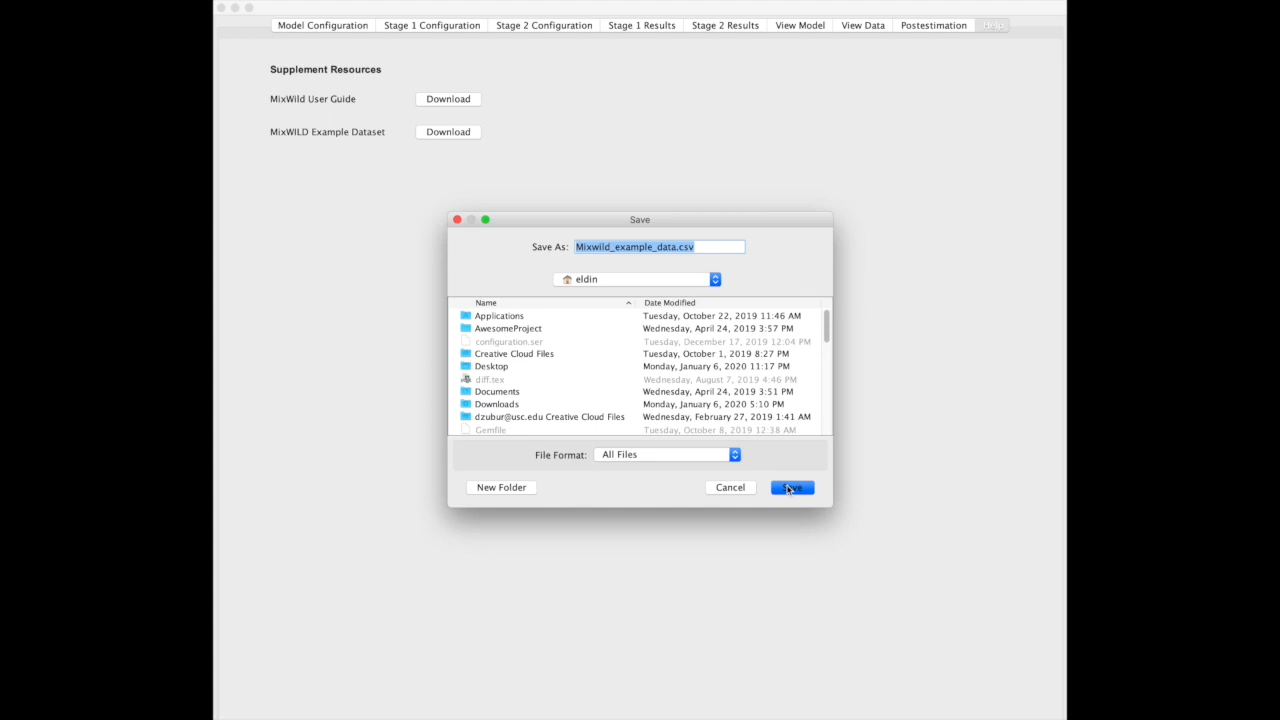 Model Configuration Stage 1 Configuration Stage 2 Configuration Stage 1 Results Stage 2 Results View Model View Data Postestimation Help
Supplement Resources
MixWild User Guide Download
MixWILD Example Dataset Download
Save
Save As: Mixwild_example_data.csv
eldin
Name Date Modified
Applications Tuesday, October 22, 2019 11:46 AM
AwesomeProject Wednesday, April 24, 2019 3:57 PM
configuration.ser Tuesday, December 17, 2019 12:04 PM
Creative Cloud Files Tuesday, October 1, 2019 8:27 PM
Desktop Monday, January 6, 2020 11:17 PM
diff.tex Wednesday, August 7, 2019 4:46 PM
Documents Wednesday, April 24, 2019 3:51 PM
Downloads Monday, January 6, 2020 5:10 PM
dzubur@usc.edu Creative Cloud Files Wednesday, February 27, 2019 1:41 AM
Gemfile Tuesday, October 8, 2019 12:38 AM
File Format: All Files
New Folder Cancel Save